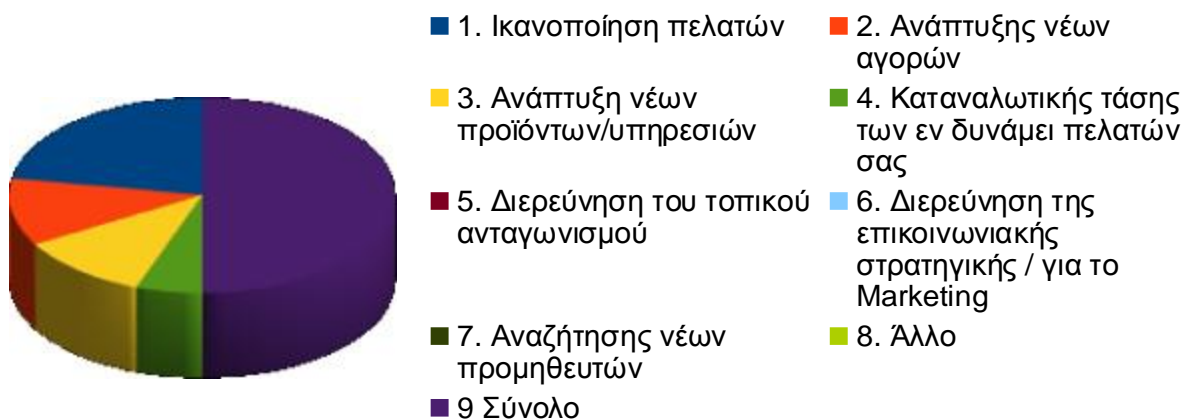 1. Ικανοποίηση πελατών
2. Ανάπτυξης νέων
αγορών
3. Ανάπτυξη νέων
προϊόντων/υπηρεσιών
4. Καταναλωτικής τάσης
των εν δυνάμει πελατών
σας
5. Διερεύνηση του τοπικού
ανταγωνισμού
6. Διερεύνηση της
επικοινωνιακής
στρατηγικής / για το
Marketing
7. Αναζήτησης νέων
προμηθευτών
8. Άλλο
9 Σύνολο